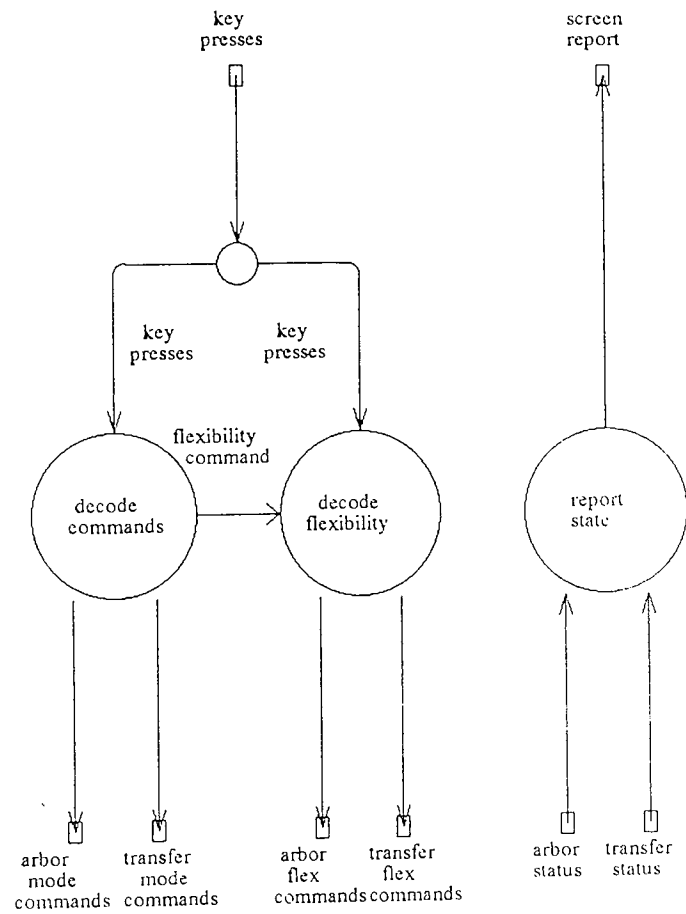 key
presses
screen
report
key
presses
key
presses
flexibility
command
decode
commands
decode
flexibility
report
state
arbor
mode
commands
transfer
mode
commands
arbor
flex
commands
transfer
flex
commands
arbor
status
transfer
status